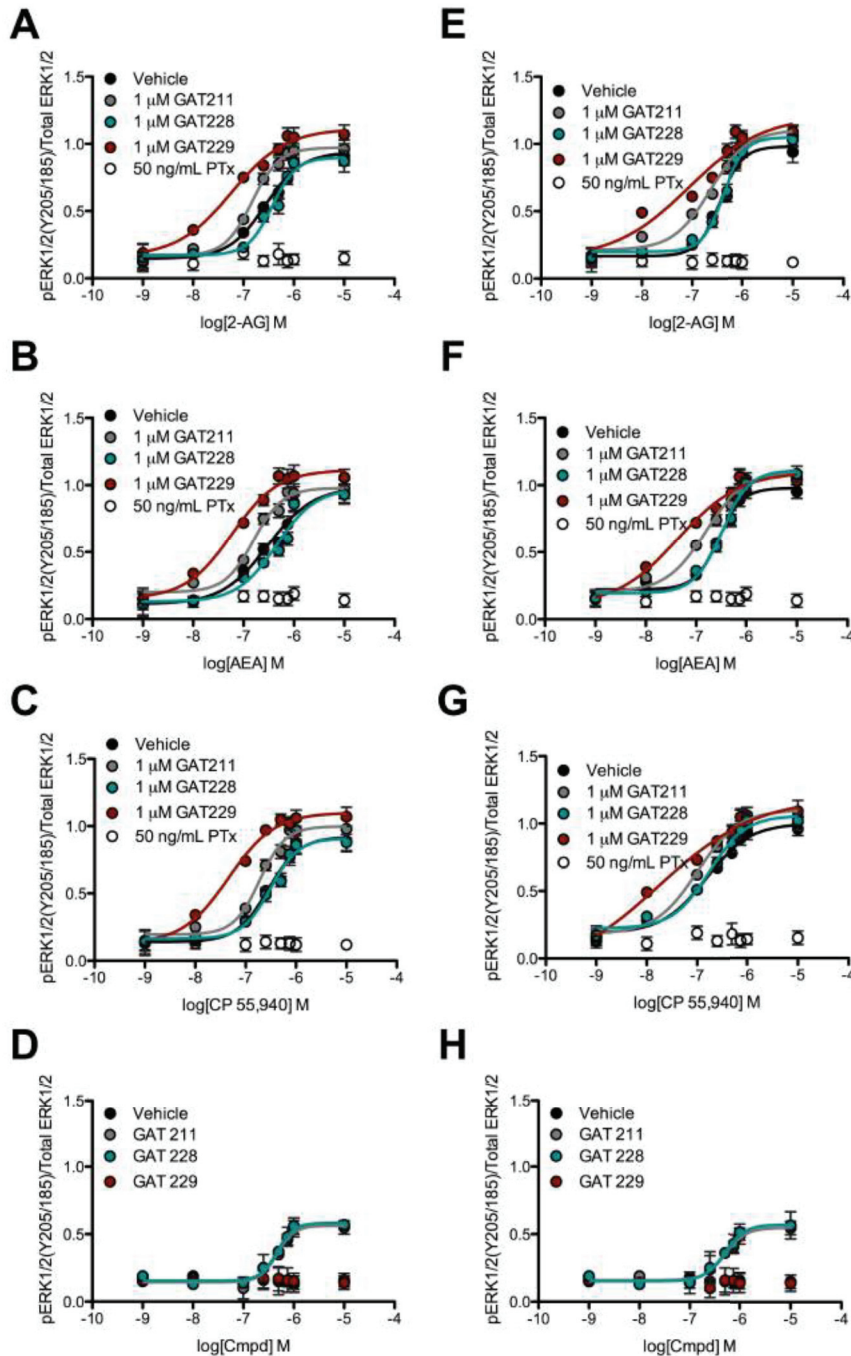 A
pERK1/2(Y205/185)/Total ERK1/2
1.5
1.0
0.5
0.0
Vehicle
1 μM GAT211
1 μM GAT228
1 μM GAT229
50 ng/mL PTx
-10 -9 -8 -7 -6 -5 -4
log[2-AG] M
E
pERK1/2(Y205/185)/Total ERK1/2
1.5
1.0
0.5
0.0
Vehicle
1 μM GAT211
1 μM GAT228
1 μM GAT229
50 ng/mL PTx
-10 -9 -8 -7 -6 -5 -4
log[2-AG] M
B
pERK1/2(Y205/185)/Total ERK1/2
1.5
1.0
0.5
0.0
Vehicle
1 μM GAT211
1 μM GAT228
1 μM GAT229
50 ng/mL PTx
-10 -9 -8 -7 -6 -5 -4
log[AEA] M
F
pERK1/2(Y205/185)/Total ERK1/2
1.5
1.0
0.5
0.0
Vehicle
1 μM GAT211
1 μM GAT228
1 μM GAT229
50 ng/mL PTx
-10 -9 -8 -7 -6 -5 -4
log[AEA] M
C
pERK1/2(Y205/185)/Total ERK1/2
1.5
1.0
0.5
0.0
Vehicle
1 μM GAT211
1 μM GAT228
1 μM GAT229
50 ng/mL PTx
-10 -9 -8 -7 -6 -5 -4
log[CP 55,940] M
G
pERK1/2(Y205/185)/Total ERK1/2
1.5
1.0
0.5
0.0
Vehicle
1 μM GAT211
1 μM GAT228
1 μM GAT229
50 ng/mL PTx
-10 -9 -8 -7 -6 -5 -4
log[CP 55,940] M
D
pERK1/2(Y205/185)/Total ERK1/2
1.5
1.0
0.5
0.0
Vehicle
GAT 211
GAT 228
GAT 229
-10 -9 -8 -7 -6 -5 -4
log[Cmpd] M
H
pERK1/2(Y205/185)/Total ERK1/2
1.5
1.0
0.5
0.0
Vehicle
GAT 211
GAT 228
GAT 229
-10 -9 -8 -7 -6 -5 -4
log[Cmpd] M